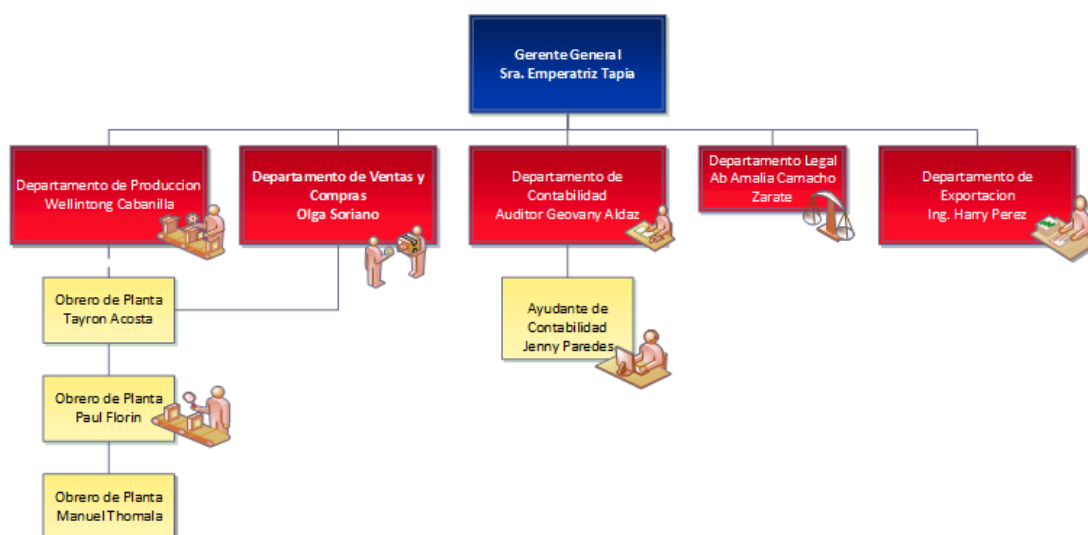 Gerente General
Sra. Emperatriz Tapia
Departamento de Produccion
Wellintong Cabanilla
Departamento de Ventas y
Compras
Olga Soriano
Departamento de
Contabilidad
Auditor Geovany Aldaz
Departamento Legal
Ab Amalia Camacho
Zarate
Departamento de
Exportacion
Ing. Harry Perez
Obrero de Planta
Tayron Acosta
Ayudante de
Contabilidad
Jenny Paredes
Obrero de Planta
Paul Florin
Obrero de Planta
Manuel Thomala